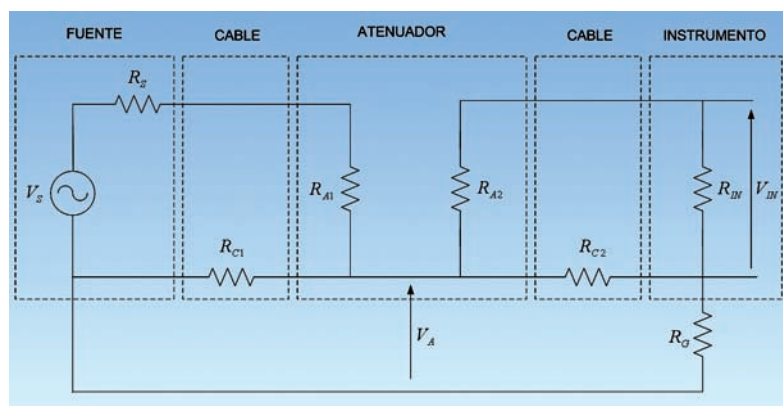 FUENTE CABLE ATENUADOR CABLE INSTRUMENTO
R_S
V_S R_A1 R_A2 R_IN V_IN
R_C1 R_C2
V_A R_G